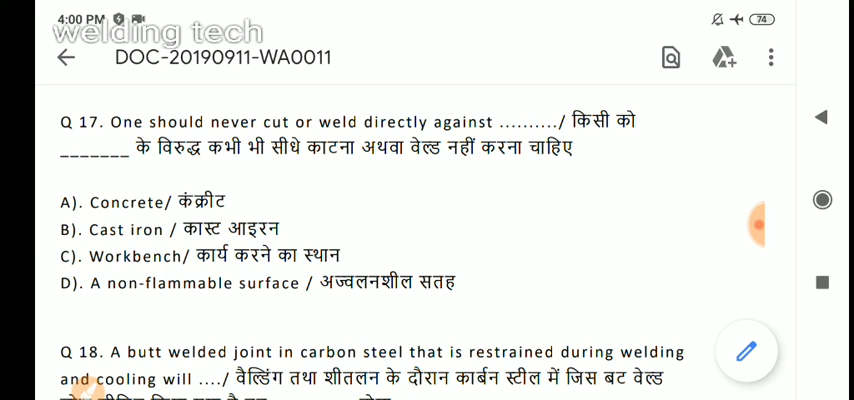 4:00 PM
74
welding tech
DOC-20190911-WA0011
Q 17. One should never cut or weld directly against ........../ किसी को
_______ के विरुद्ध कभी भी सीधे काटना अथवा वेल्ड नहीं करना चाहिए
A). Concrete/ कंक्रीट
B). Cast iron / कास्ट आइरन
C). Workbench/ कार्य करने का स्थान
D). A non-flammable surface / अज्वलनशील सतह
Q 18. A butt welded joint in carbon steel that is restrained during welding
and cooling will ..../ वैल्डिंग तथा शीतलन के दौरान कार्बन स्टील में जिस बट वेल्ड